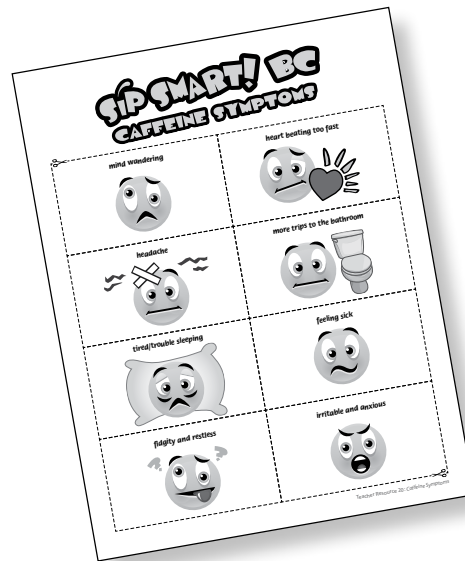 SIP SMART! BC
CAFFEINE SYMPTOMS
mind wandering
heart beating too fast
headache
more trips to the bathroom
tired/trouble sleeping
feeling sick
fidgity and restless
irritable and anxious
Teacher Resource 20: Caffeine Symptoms